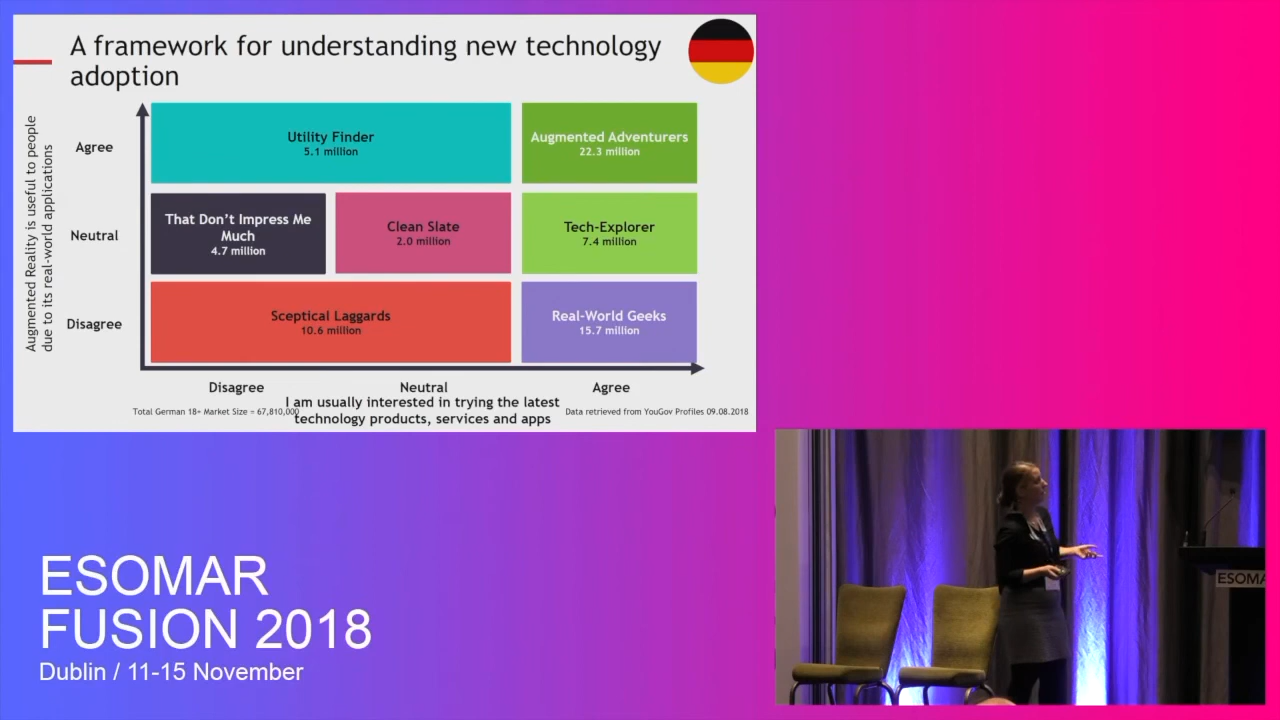 A framework for understanding new technology
adoption
Augmented Reality is useful to people
due to its real-world applications
Agree
Utility Finder
5.1 million
Augmented Adventurers
22.3 million
Neutral
That Don't Impress Me
Much
4.7 million
Clean Slate
2.0 million
Tech-Explorer
7.4 million
Disagree
Sceptical Laggards
10.6 million
Real-World Geeks
15.7 million
Disagree
Neutral
Agree
I am usually interested in trying the latest
technology products, services and apps
Total German 18+ Market Size = 67,810,000
Data retrieved from YouGov Profiles 09.08.2018
ESOMAR
FUSION 2018
Dublin / 11-15 November
ESOMA